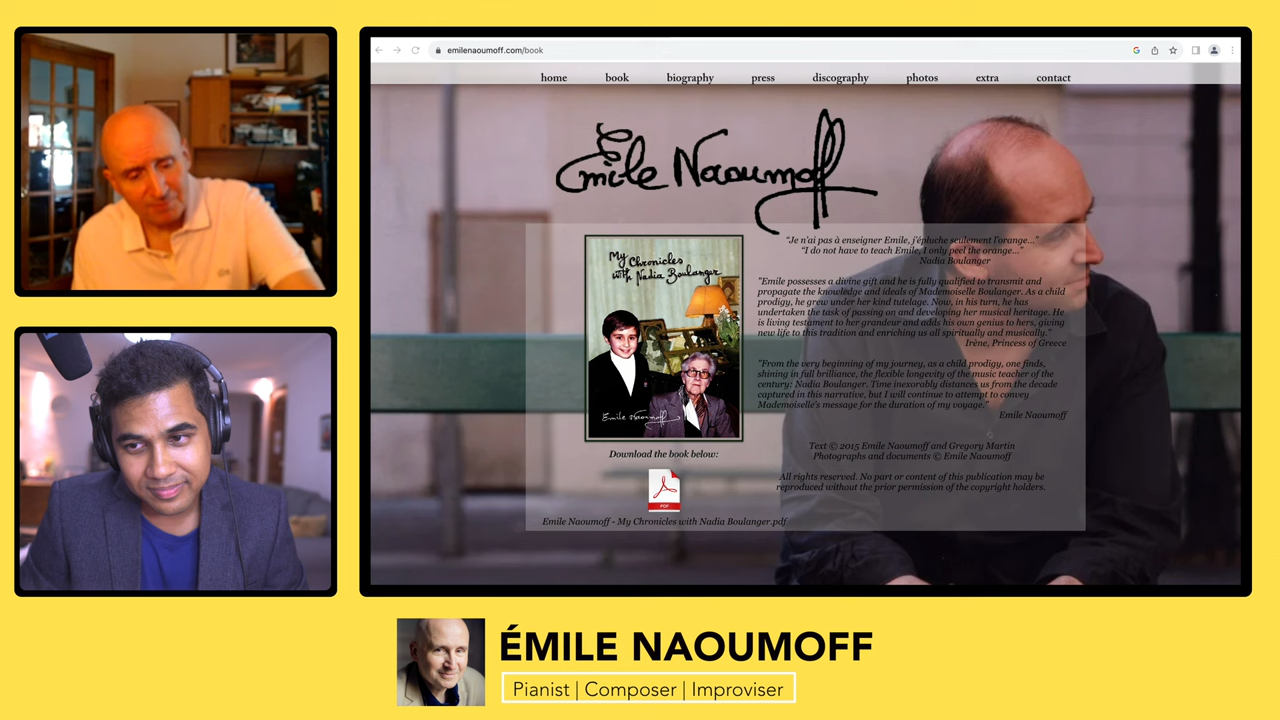 emilenaoumoff.com/book
home book biography press discography photos extra contact
Émile Naoumoff
My Chronicles
with Nadia Boulanger
Emile Naoumoff
Download the book below:
PDF
Emile Naoumoff - My Chronicles with Nadia Boulanger.pdf
"Je n'ai pas à enseigner Emile, j'épluche seulement l'orange..."
"I do not have to teach Emile, I only peel the orange..."
Nadia Boulanger
"Emile possesses a divine gift and he is fully qualified to transmit and
propagate the knowledge and ideals of Mademoiselle Boulanger. As a child
prodigy, he grew under her kind tutelage. Now, in his turn, he has
undertaken the task of passing on and developing her musical heritage. He
is living testament to her grandeur and adds his own genius to hers, giving
new life to this tradition and enriching us all spiritually and musically."
Irène, Princess of Greece
"From the very beginning of my journey, as a child prodigy, one finds,
shining in full brilliance, the flexible longevity of the music teacher of the
century: Nadia Boulanger. Time inexorably distances us from the decade
captured in this narrative, but I will continue to attempt to convey
Mademoiselle's message for the duration of my voyage."
Emile Naoumoff
Text © 2015 Emile Naoumoff and Gregory Martin
Photographs and documents © Emile Naoumoff
All rights reserved. No part or content of this publication may be
reproduced without the prior permission of the copyright holders.
ÉMILE NAOUMOFF
Pianist | Composer | Improviser